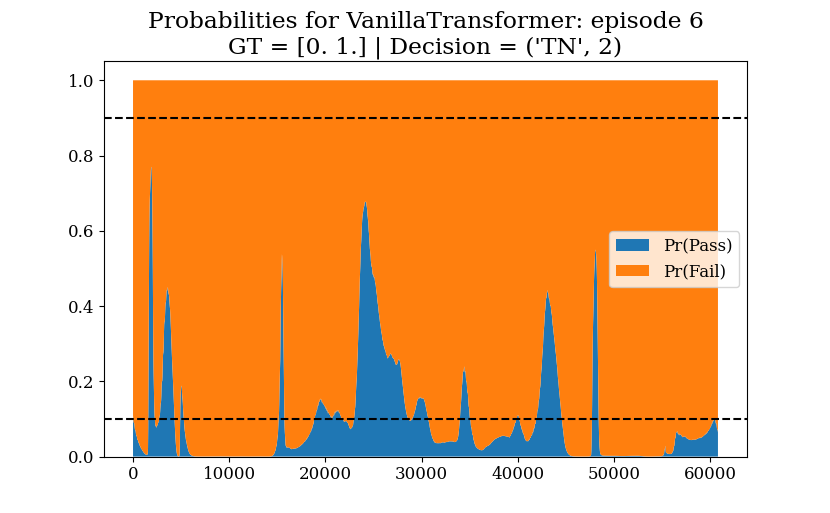 Probabilities for VanillaTransformer: episode 6
GT = [0. 1.] | Decision = ('TN', 2)
1.0
0.8
0.6
0.4
0.2
0.0
Pr(Pass)
Pr(Fail)
0 10000 20000 30000 40000 50000 60000